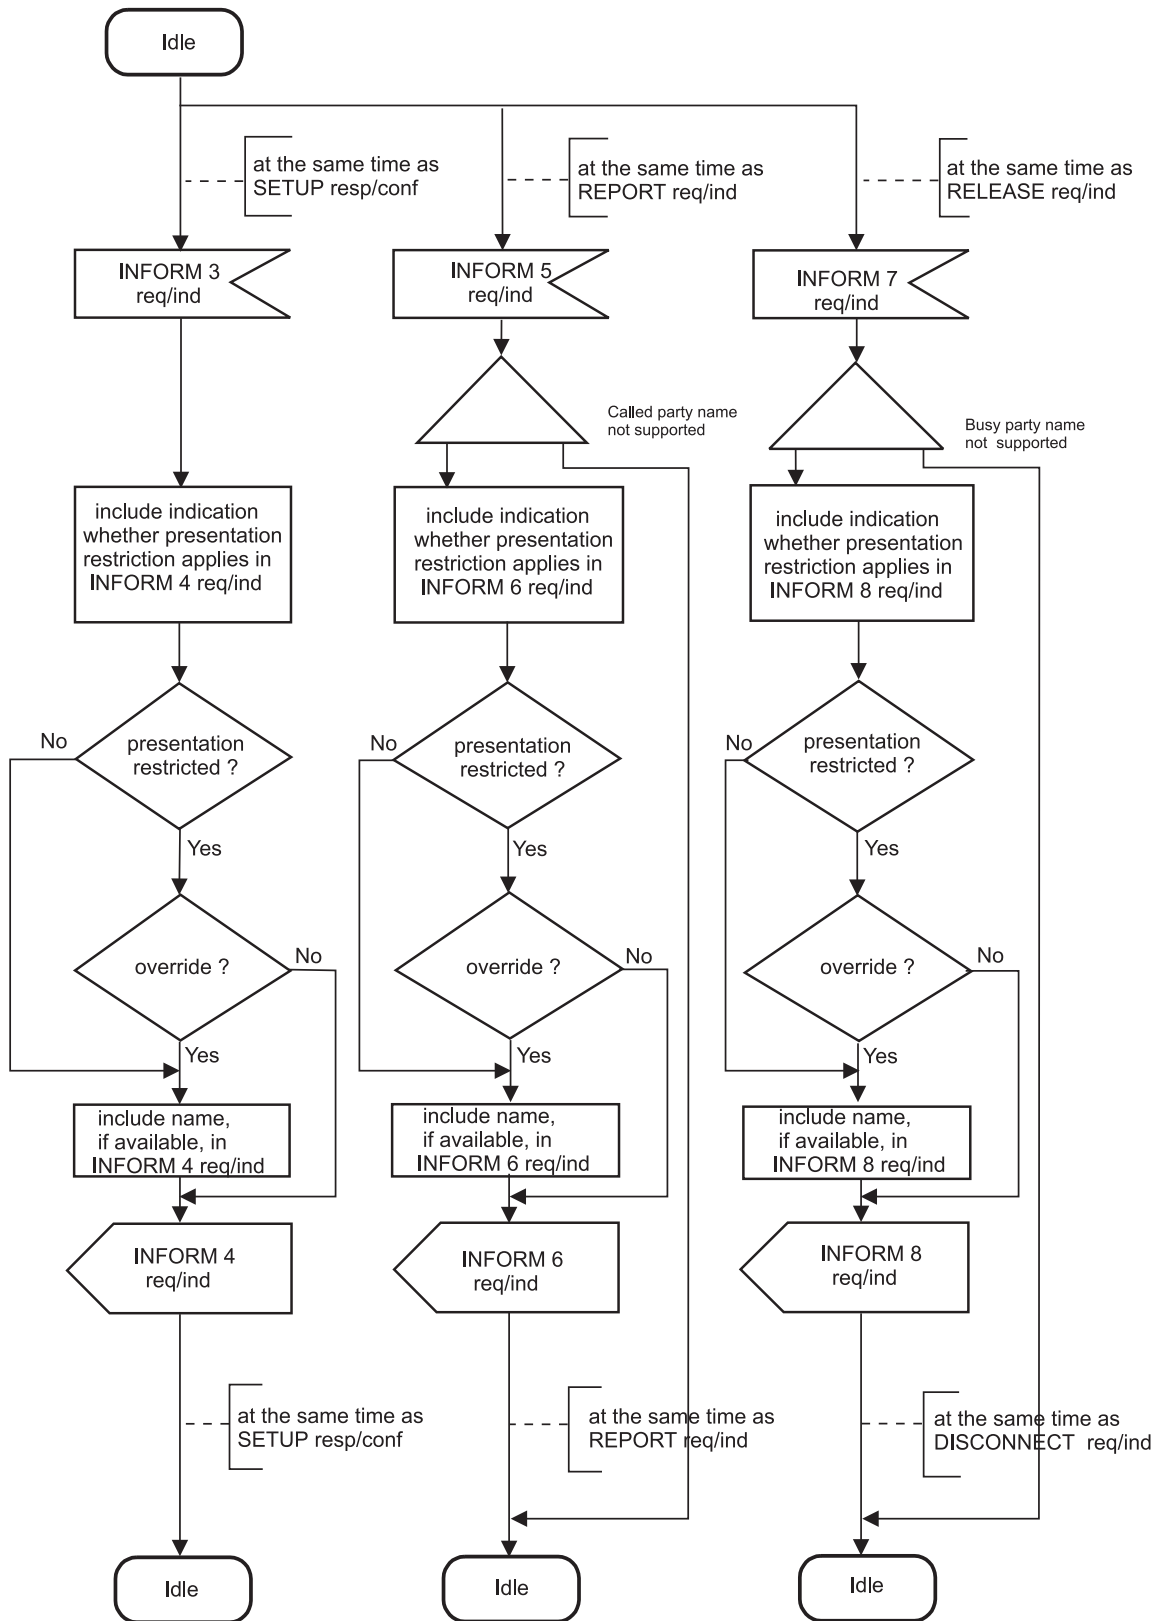 Idle
at the same time as
SETUP resp/conf
at the same time as
REPORT req/ind
at the same time as
RELEASE req/ind
INFORM 3
req/ind
INFORM 5
req/ind
INFORM 7
req/ind
Called party name
not supported
Busy party name
not supported
include indication
whether presentation
restriction applies in
INFORM 4 req/ind
include indication
whether presentation
restriction applies in
INFORM 6 req/ind
include indication
whether presentation
restriction applies in
INFORM 8 req/ind
No
presentation
restricted ?
Yes
No
presentation
restricted ?
Yes
No
presentation
restricted ?
Yes
override ?
No
Yes
override ?
No
Yes
override ?
No
Yes
include name,
if available, in
INFORM 4 req/ind
include name,
if available, in
INFORM 6 req/ind
include name,
if available, in
INFORM 8 req/ind
INFORM 4
req/ind
INFORM 6
req/ind
INFORM 8
req/ind
at the same time as
SETUP resp/conf
at the same time as
REPORT req/ind
at the same time as
DISCONNECT req/ind
Idle
Idle
Idle